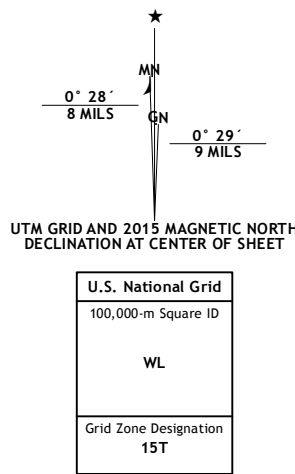 MN
0° 28´
8 MILS
GN
0° 29´
9 MILS
UTM GRID AND 2015 MAGNETIC NORTH
DECLINATION AT CENTER OF SHEET
U.S. National Grid
100,000-m Square ID
WL
Grid Zone Designation
15T